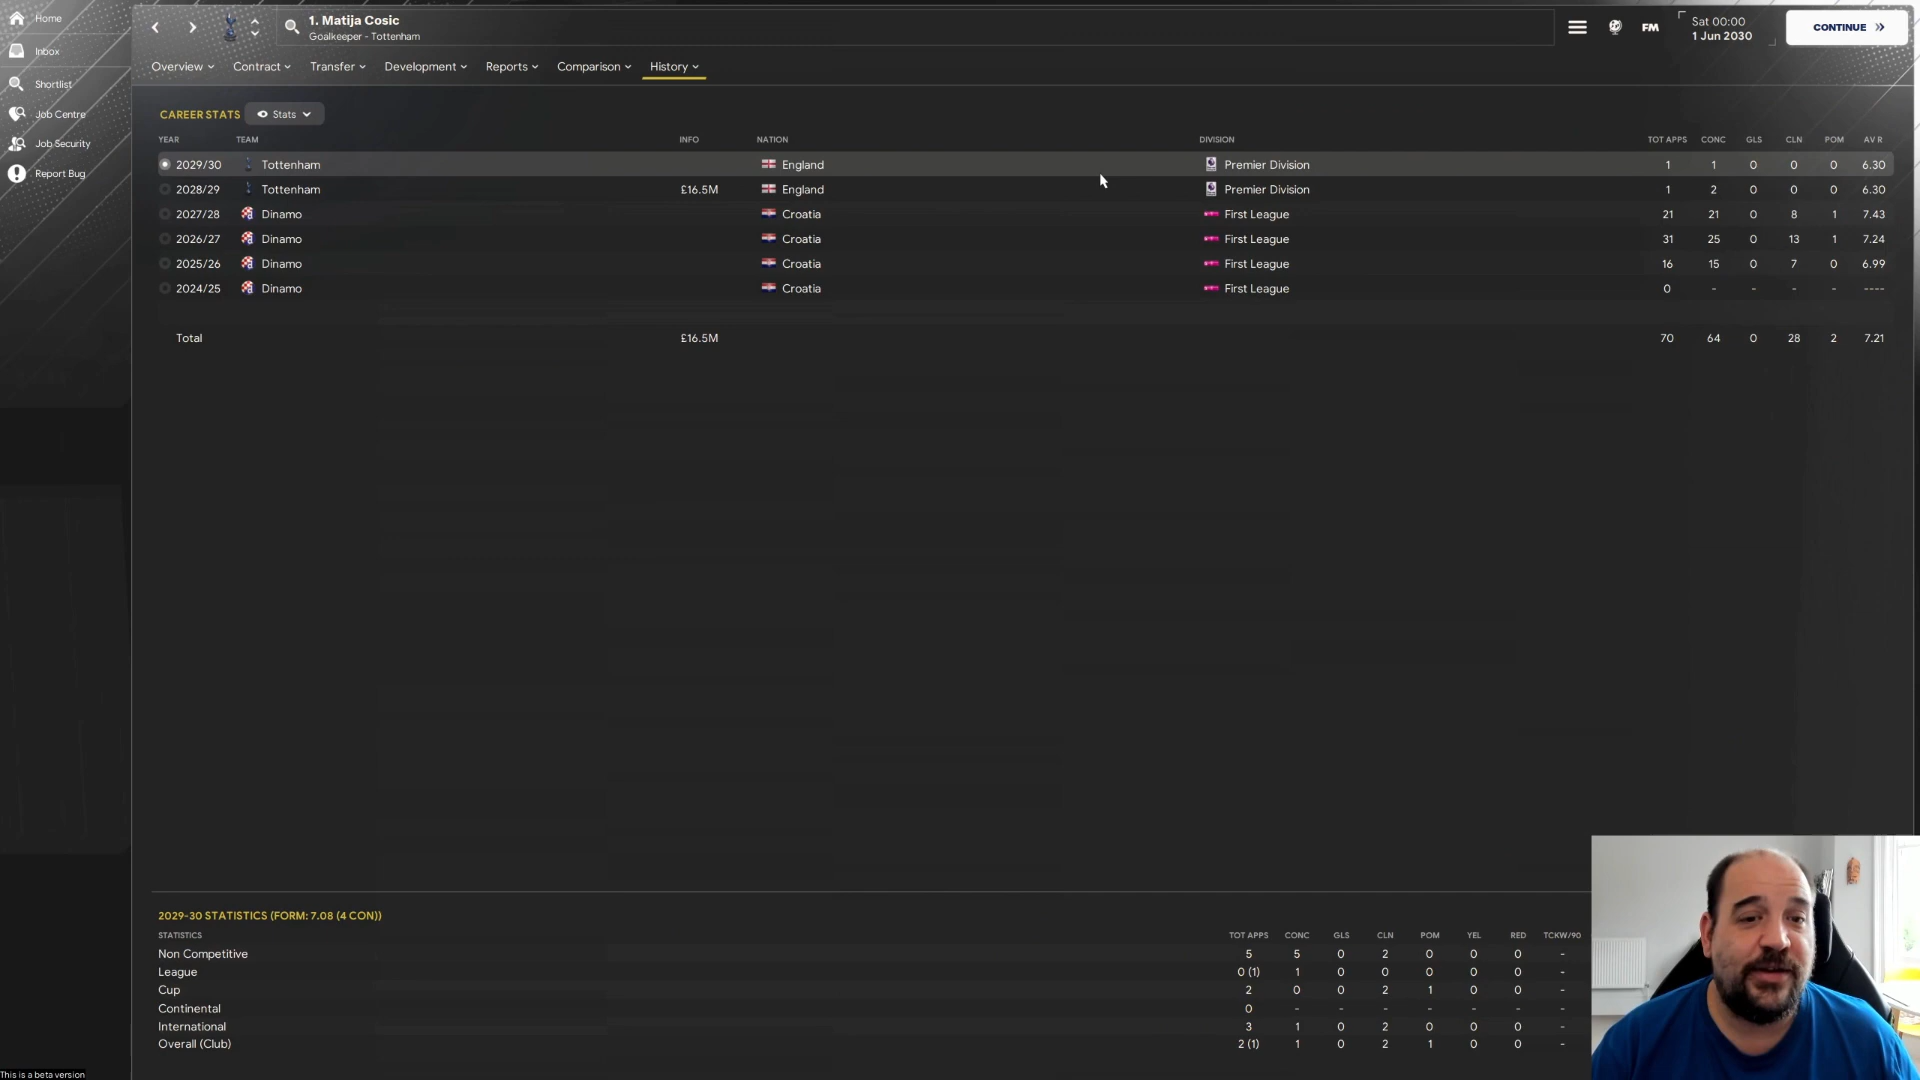 Home
Inbox
Shortlist
Job Centre
Job Security
Report Bug
1. Matija Cosic
Goalkeeper - Tottenham
FM
Sat 00:00
1 Jun 2030
CONTINUE
Overview Contract Transfer Development Reports Comparison History
CAREER STATS Stats
YEAR TEAM INFO NATION DIVISION TOT APPS CONC GLS CLN POM AV R
2029/30 Tottenham England Premier Division 1 1 0 0 0 6.30
2028/29 Tottenham £16.5M England Premier Division 1 2 0 0 0 6.30
2027/28 Dinamo Croatia First League 21 21 0 8 1 7.43
2026/27 Dinamo Croatia First League 31 25 0 13 1 7.24
2025/26 Dinamo Croatia First League 16 15 0 7 0 6.99
2024/25 Dinamo Croatia First League 0 - - - - ----
Total £16.5M 70 64 0 28 2 7.21
2029-30 STATISTICS (FORM: 7.08 (4 CON))
STATISTICS TOT APPS CONC GLS CLN POM YEL RED TCKW/90
Non Competitive 5 5 0 2 0 0 0 -
League 0 (1) 1 0 0 0 0 0 -
Cup 2 0 0 2 1 0 0 -
Continental 0 - - - - - - -
International 3 1 0 2 0 0 0 -
Overall (Club) 2 (1) 1 0 2 1 0 0 -
This is a beta version